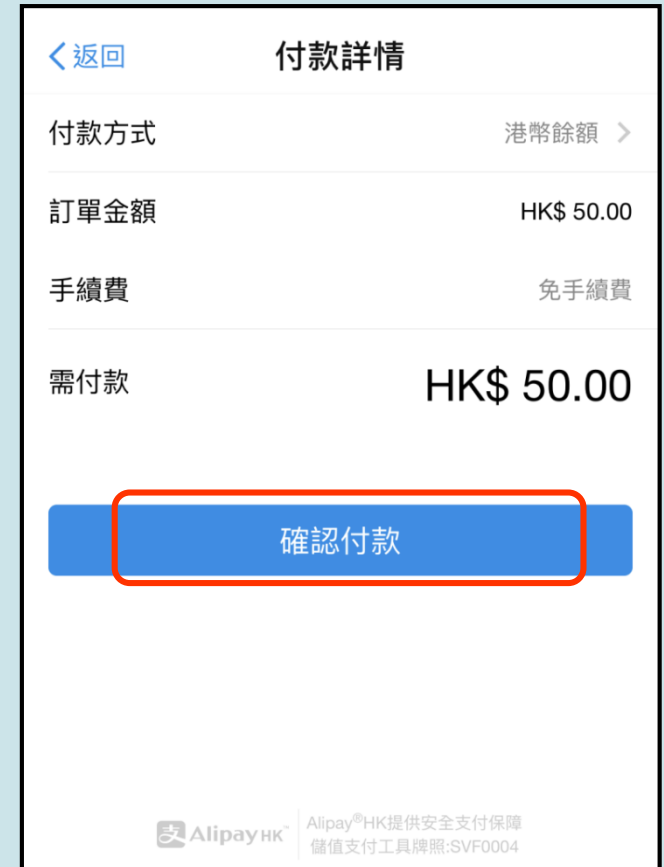 返回 付款詳情
付款方式 港幣餘額
訂單金額 HK$ 50.00
手續費 免手續費
需付款 HK$ 50.00
確認付款
支 Alipay HK™ Alipay®HK提供安全支付保障
儲值支付工具牌照:SVF0004